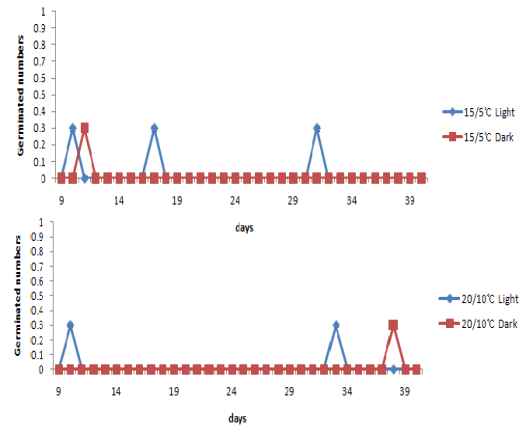 Germinated numbers
1
0.9
0.8
0.7
0.6
0.5
0.4
0.3
0.2
0.1
0
9 14 19 24 29 34 39
days
15/5℃ Light
15/5℃ Dark
Germinated numbers
1
0.9
0.8
0.7
0.6
0.5
0.4
0.3
0.2
0.1
0
9 14 19 24 29 34 39
days
20/10℃ Light
20/10℃ Dark